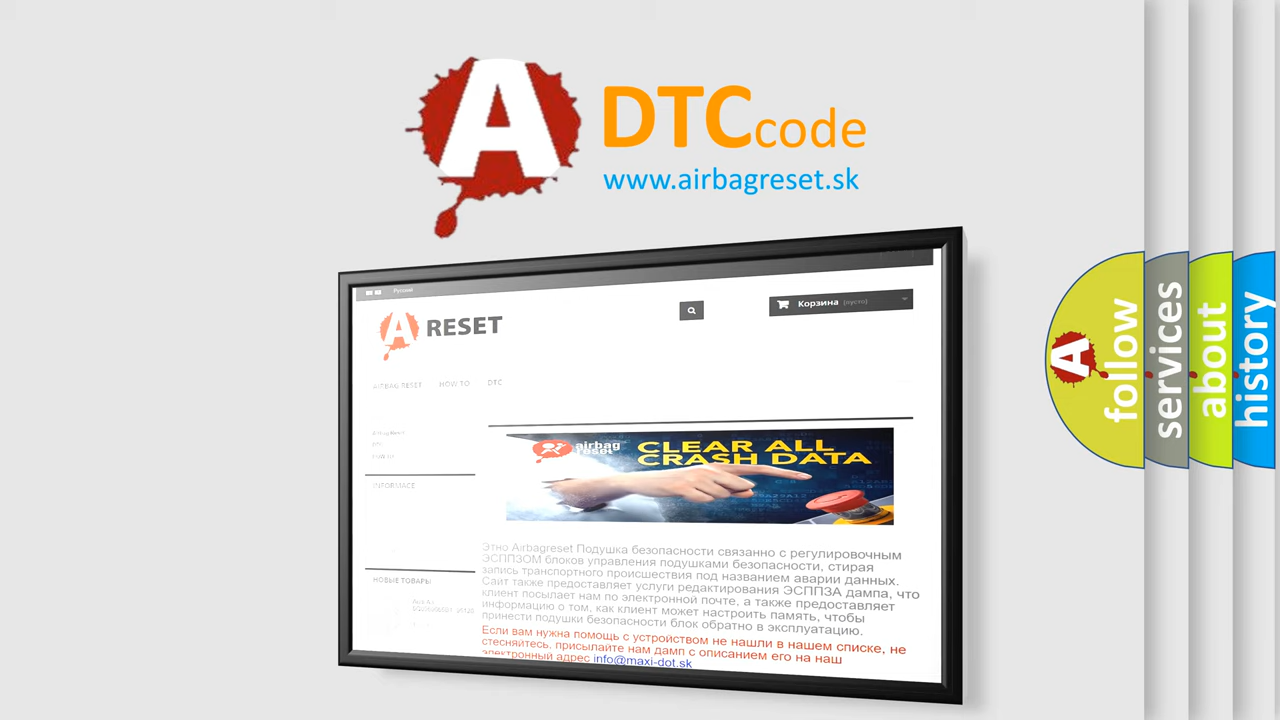 A DTCcode
www.airbagreset.sk
Русский
A RESET
Корзина (пусто)
AIRBAG RESET HOW TO DTC
Airbag Reset
DTC
INFORMACE
airbag
reset
CLEAR ALL
CRASH DATA
Этно Airbagreset Подушка безопасности связанно с регулировочным
ЭСППЗОМ блоков управления подушками безопасности, стирая
запись транспортного происшествия под названием аварии данных.
Сайт также предоставляет услуги редактирования ЭСППЗА дампа, что
клиент посылает нам по электронной почте, а также предоставляет
информацию о том, как клиент может настроить память, чтобы
принести подушки безопасности блок обратно в эксплуатацию.
Если вам нужна помощь с устройством не нашли в нашем списке, не
стесняйтесь, присылайте нам дамп с описанием его на наш
электронный адрес info@maxi-dot.sk
НОВЫЕ ТОВАРЫ
A
follow
services
about
history